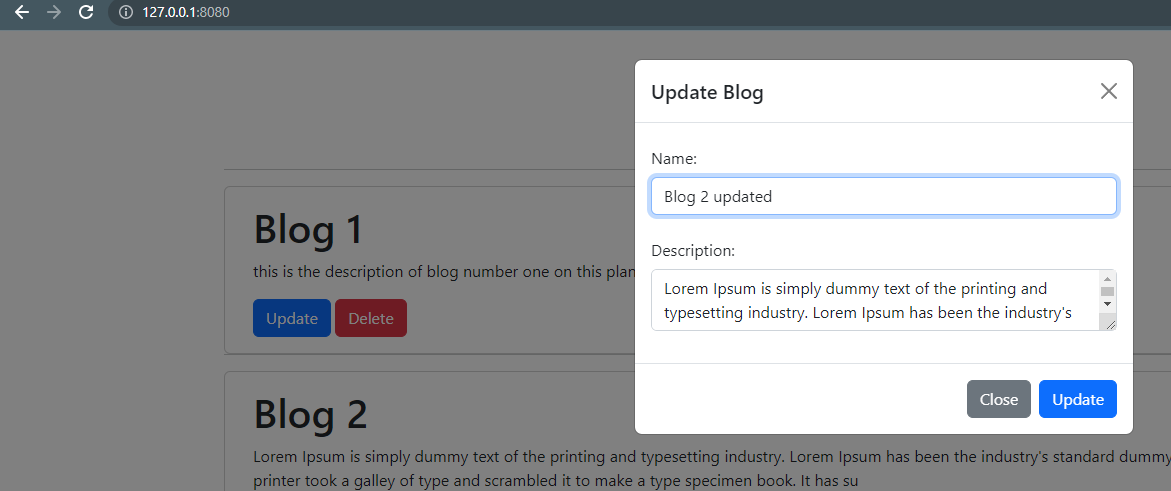 127.0.0.1:8080
Update Blog
Name:
Blog 2 updated
Description:
Lorem Ipsum is simply dummy text of the printing and
typesetting industry. Lorem Ipsum has been the industry's
Close
Update
Blog 1
this is the description of blog number one on this plan
Update
Delete
Blog 2
Lorem Ipsum is simply dummy text of the printing and typesetting industry. Lorem Ipsum has been the industry's standard dummy
printer took a galley of type and scrambled it to make a type specimen book. It has su